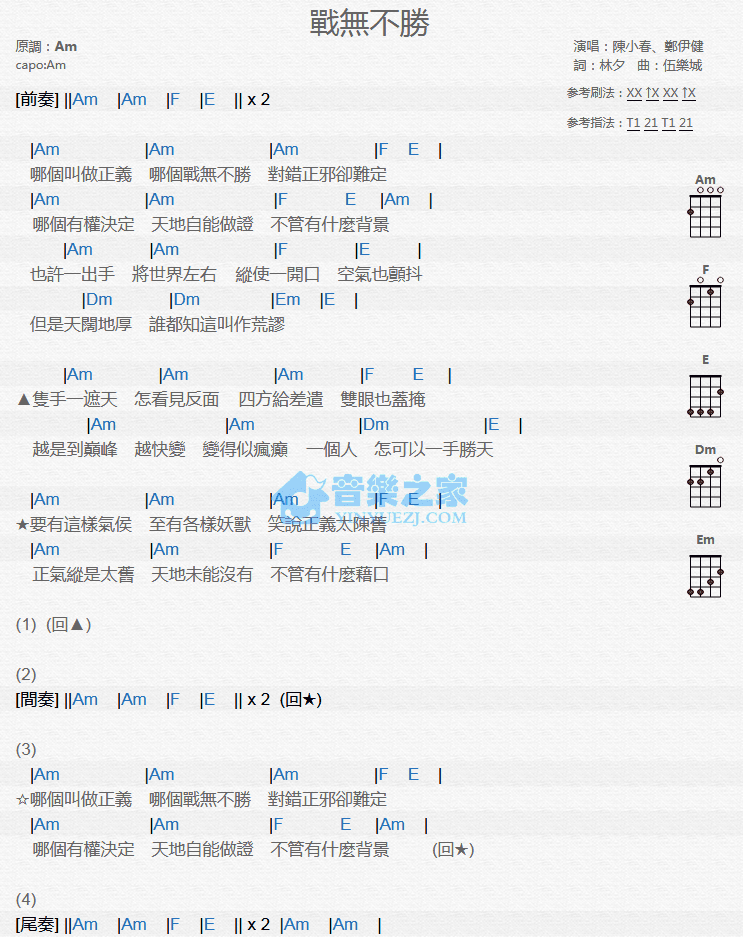 戰無不勝
原調：Am
capo:Am
演唱：陳小春、鄭伊健
詞：林夕 曲：伍樂城
參考刷法：XX ↑X XX ↑X
參考指法：T1 21 T1 21
[前奏] ||Am |Am |F |E || x 2
|Am |Am |Am |F E |
哪個叫做正義 哪個戰無不勝 對錯正邪卻難定
|Am |Am |F E |Am |
哪個有權決定 天地自能做證 不管有什麼背景
|Am |Am |F |E |
也許一出手 將世界左右 縱使一開口 空氣也顫抖
|Dm |Dm |Em |E |
但是天闊地厚 誰都知這叫作荒謬
|Am |Am |Am |F E |
▲隻手一遮天 怎看見反面 四方給差遣 雙眼也蓋掩
|Am |Am |Dm |E |
越是到巔峰 越快變 變得似瘋癲 一個人 怎可以一手勝天
|Am |Am |Am |F E |
★要有這樣氣侯 至有各樣妖獸 笑說正義太陳舊
|Am |Am |F E |Am |
正氣縱是太舊 天地未能沒有 不管有什麼藉口
音樂之家
YINYUEZJ.COM
(1) (回▲)
(2)
[間奏] ||Am |Am |F |E || x 2 (回★)
(3)
|Am |Am |Am |F E |
☆哪個叫做正義 哪個戰無不勝 對錯正邪卻難定
|Am |Am |F E |Am |
哪個有權決定 天地自能做證 不管有什麼背景 (回★)
(4)
[尾奏] ||Am |Am |F |E || x 2 |Am |Am |
Am
F
E
Dm
Em